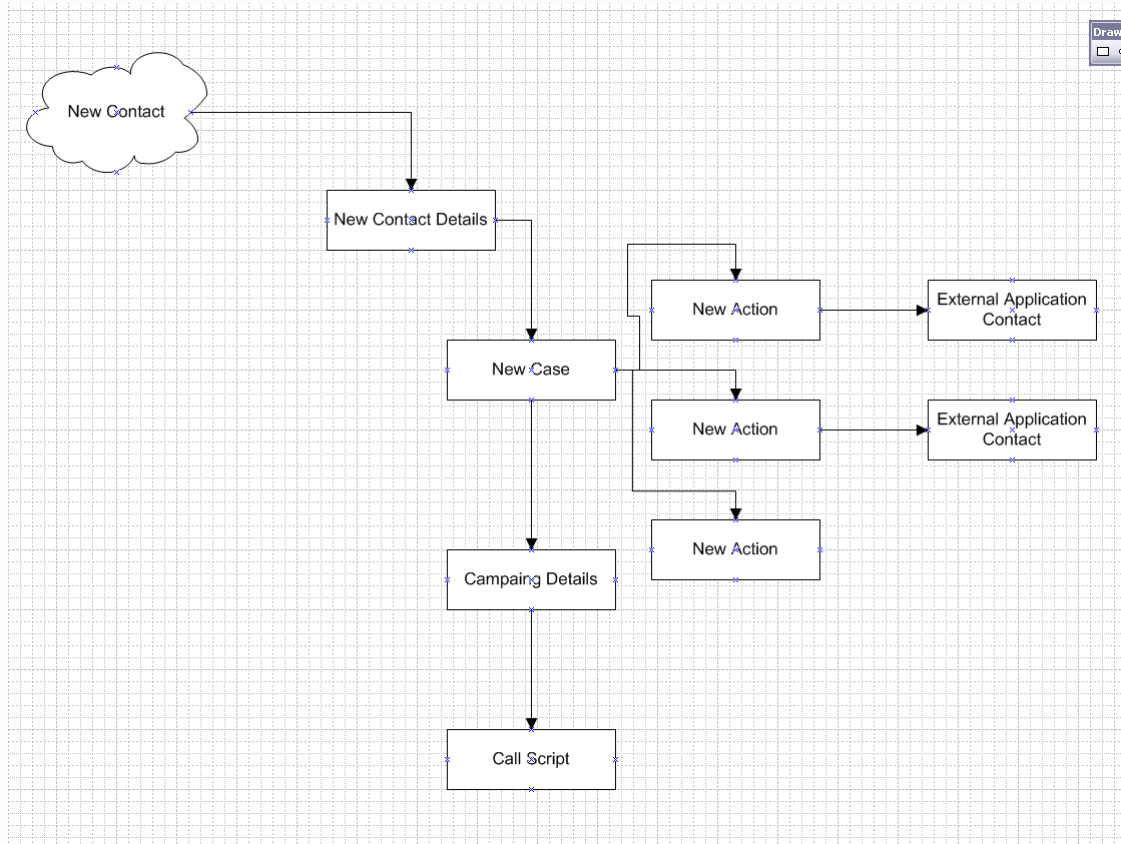 Draw
New Contact
New Contact Details
New Action
External Application
Contact
New Case
New Action
External Application
Contact
New Action
Campaing Details
Call Script